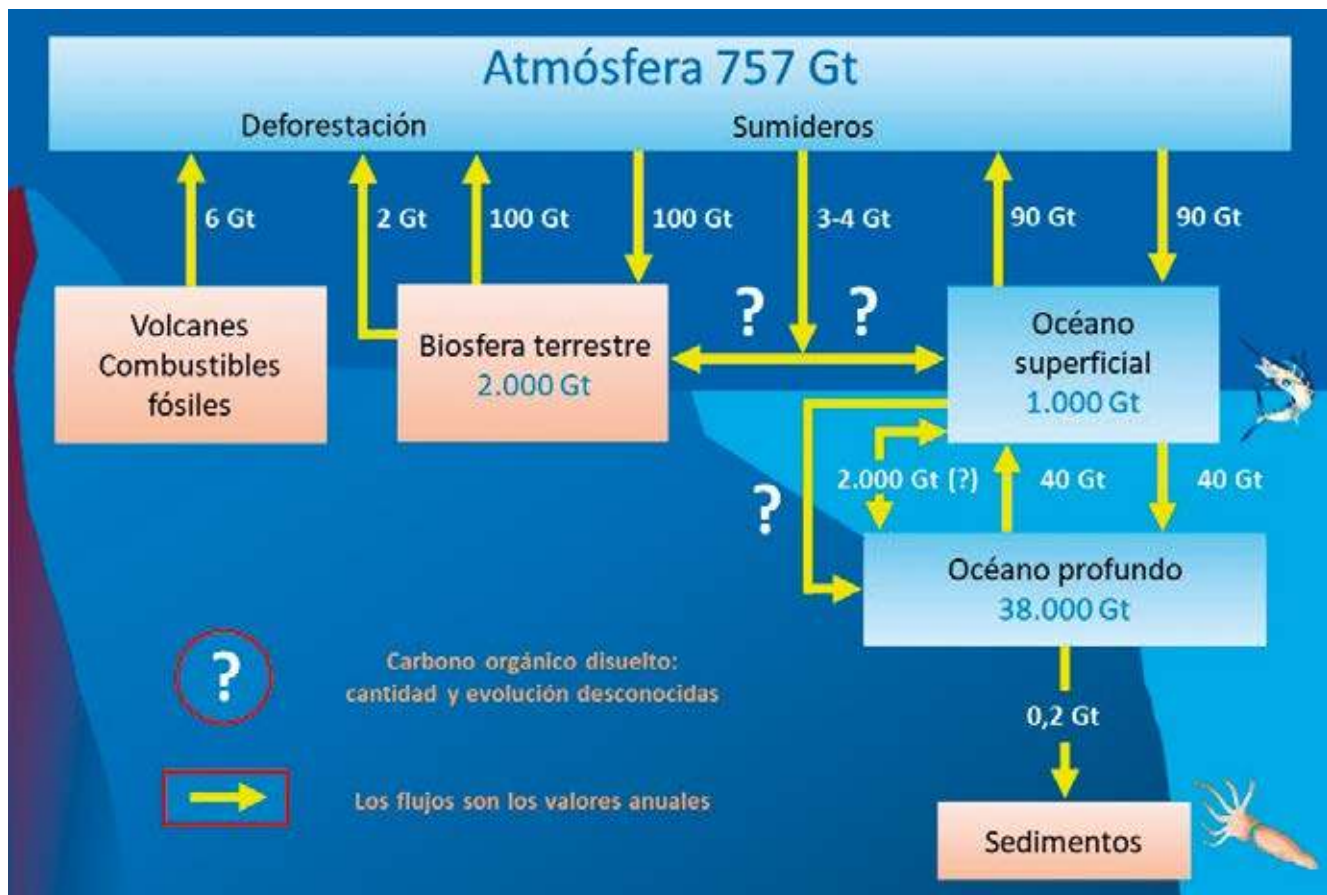 Atmósfera 757 Gt
Deforestación
Sumideros
6 Gt
2 Gt
100 Gt
100 Gt
3-4 Gt
90 Gt
90 Gt
Volcanes
Combustibles
fósiles
Biosfera terrestre
2.000 Gt
?
?
Océano
superficial
1.000 Gt
?
2.000 Gt (?)
40 Gt
40 Gt
Océano profundo
38.000 Gt
0,2 Gt
Sedimentos
?
Carbono orgánico disuelto:
cantidad y evolución desconocidas
Los flujos son los valores anuales